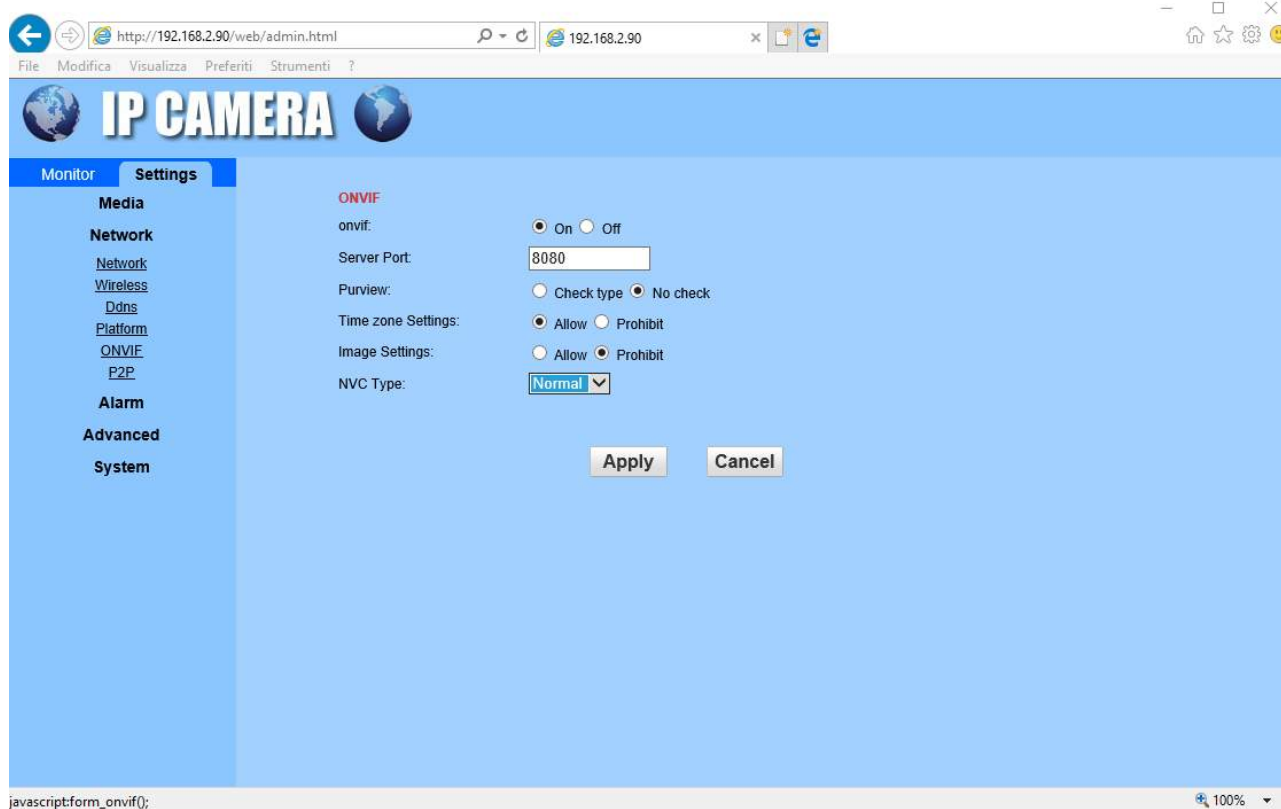 http://192.168.2.90/web/admin.html
192.168.2.90
File Modifica Visualizza Preferiti Strumenti ?
IP CAMERA
Monitor Settings
Media
Network
Network
Wireless
Ddns
Platform
ONVIF
P2P
Alarm
Advanced
System
ONVIF
onvif: On Off
Server Port: 8080
Purview: Check type No check
Time zone Settings: Allow Prohibit
Image Settings: Allow Prohibit
NVC Type: Normal
Apply Cancel
javascript:form_onvif(); 100%